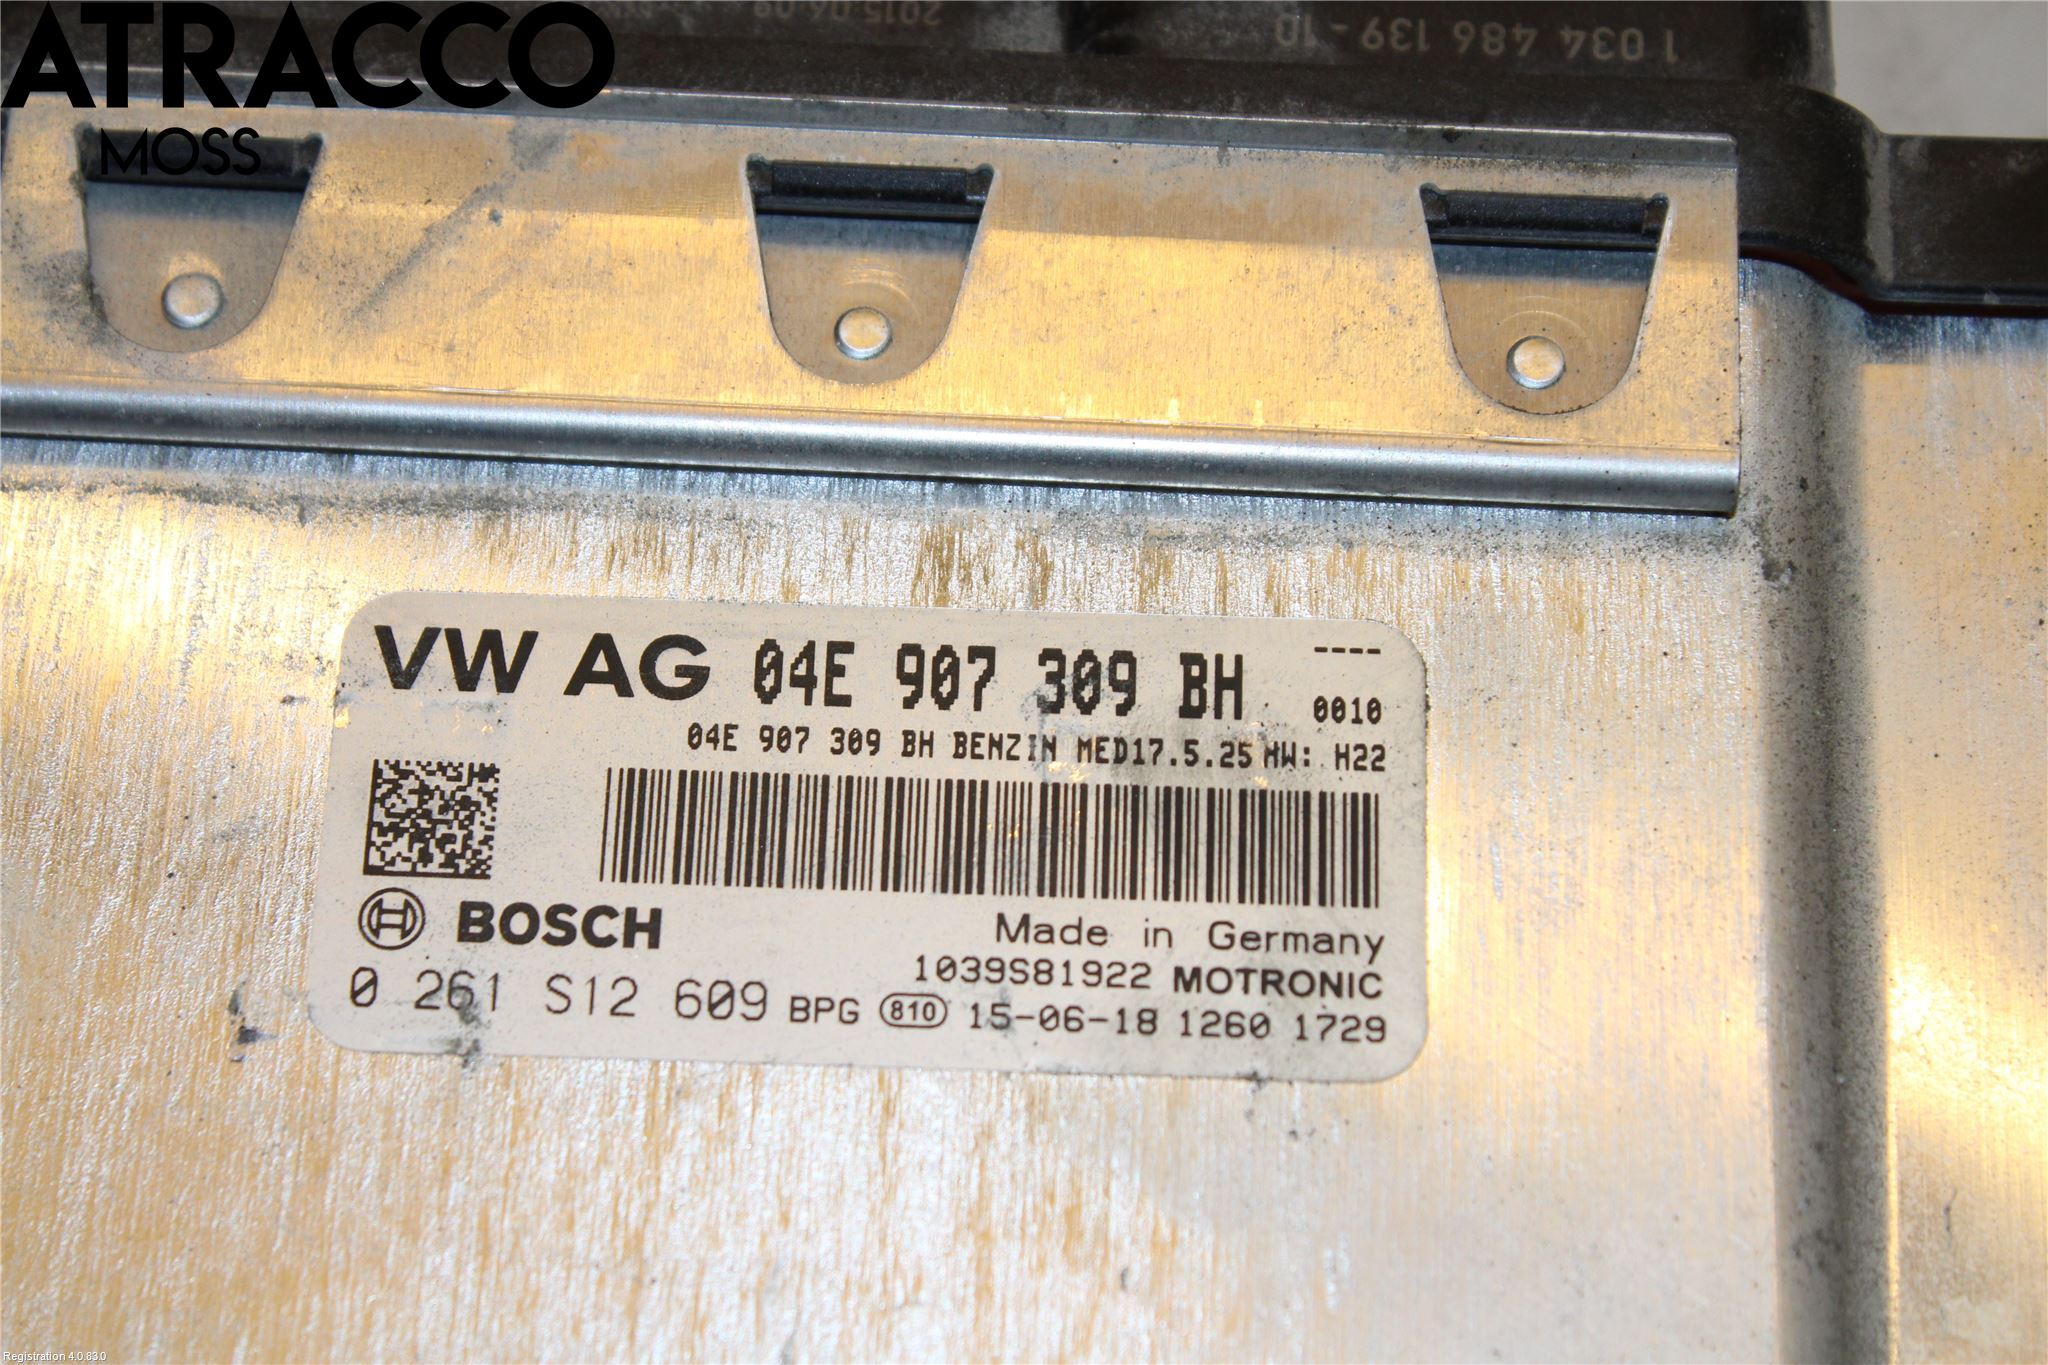 ATRACCO
MOSS
2015.06.09
1 034 486 139-10
VW AG 04E 907 309 BH ----
0010
04E 907 309 BH BENZIN MED17.5.25 HW: H22
BOSCH
Made in Germany
1039S81922 MOTRONIC
0 261 S12 609 BPG 810 15-06-18 1260 1729
Registration 4.0.83.0